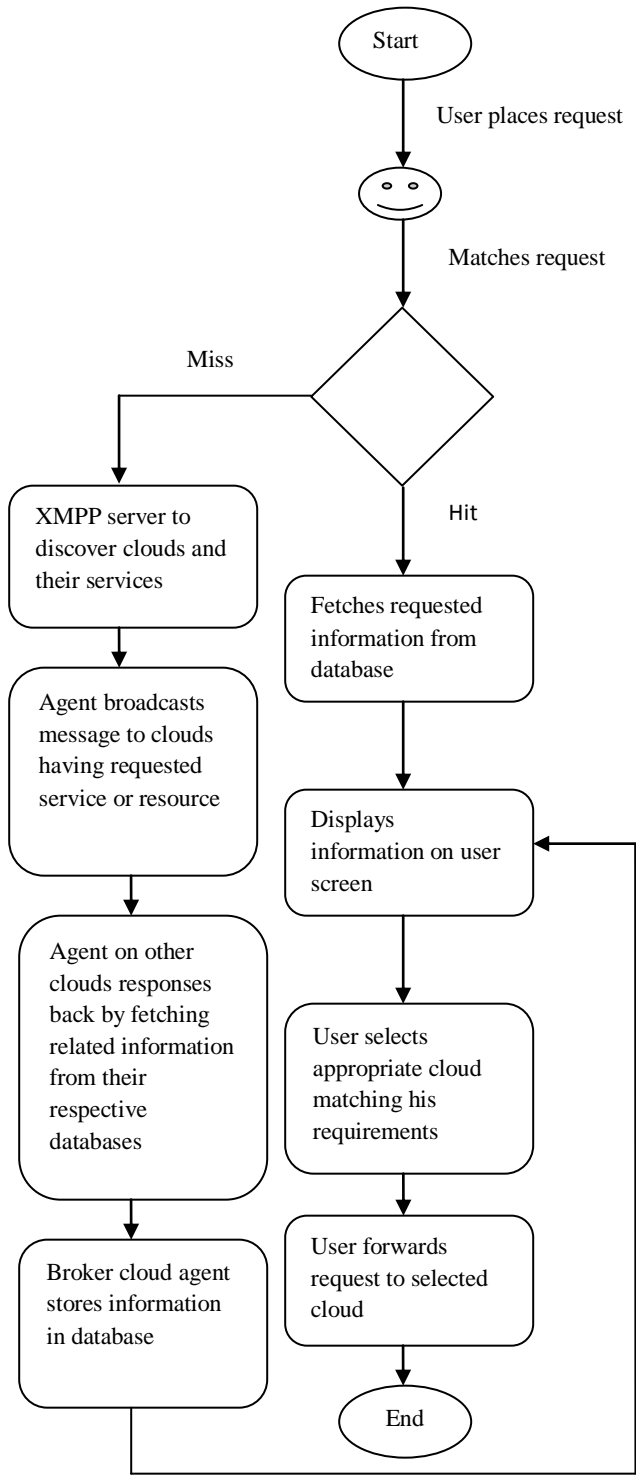 Start
User places request
Matches request
Miss
Hit
XMPP server to
discover clouds and
their services
Agent broadcasts
message to clouds
having requested
service or resource
Agent on other
clouds responses
back by fetching
related information
from their
respective
databases
Broker cloud agent
stores information
in database
Fetches requested
information from
database
Displays
information on user
screen
User selects
appropriate cloud
matching his
requirements
User forwards
request to selected
cloud
End